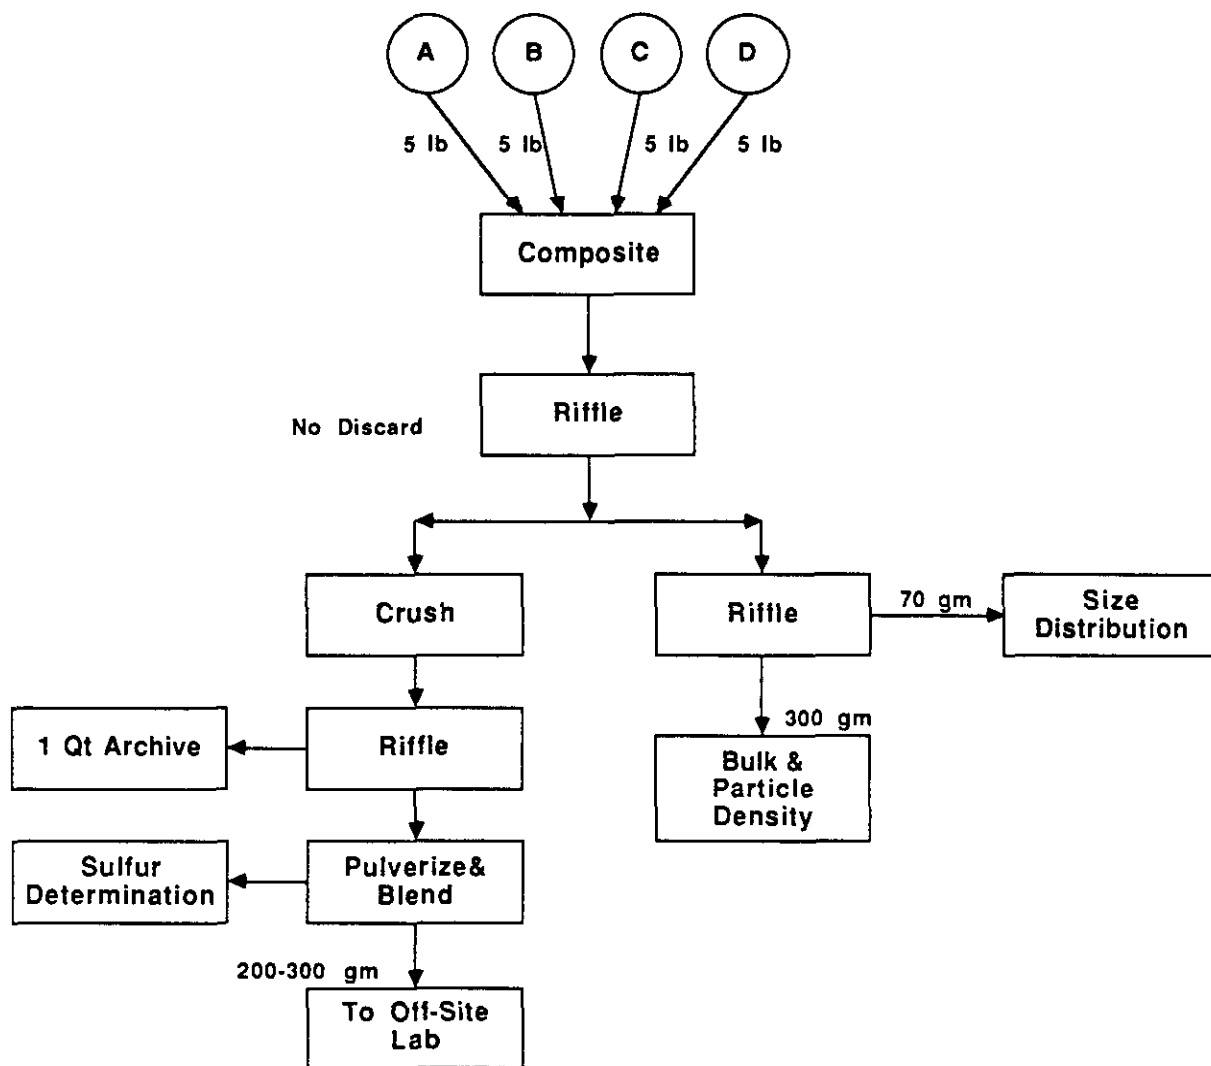 A B C D
5 lb 5 lb 5 lb 5 lb
Composite
Riffle
No Discard
Crush
Riffle
70 gm
Size
Distribution
300 gm
1 Qt Archive
Riffle
Bulk &
Particle
Density
Sulfur
Determination
Pulverize&
Blend
200-300 gm
To Off-Site
Lab